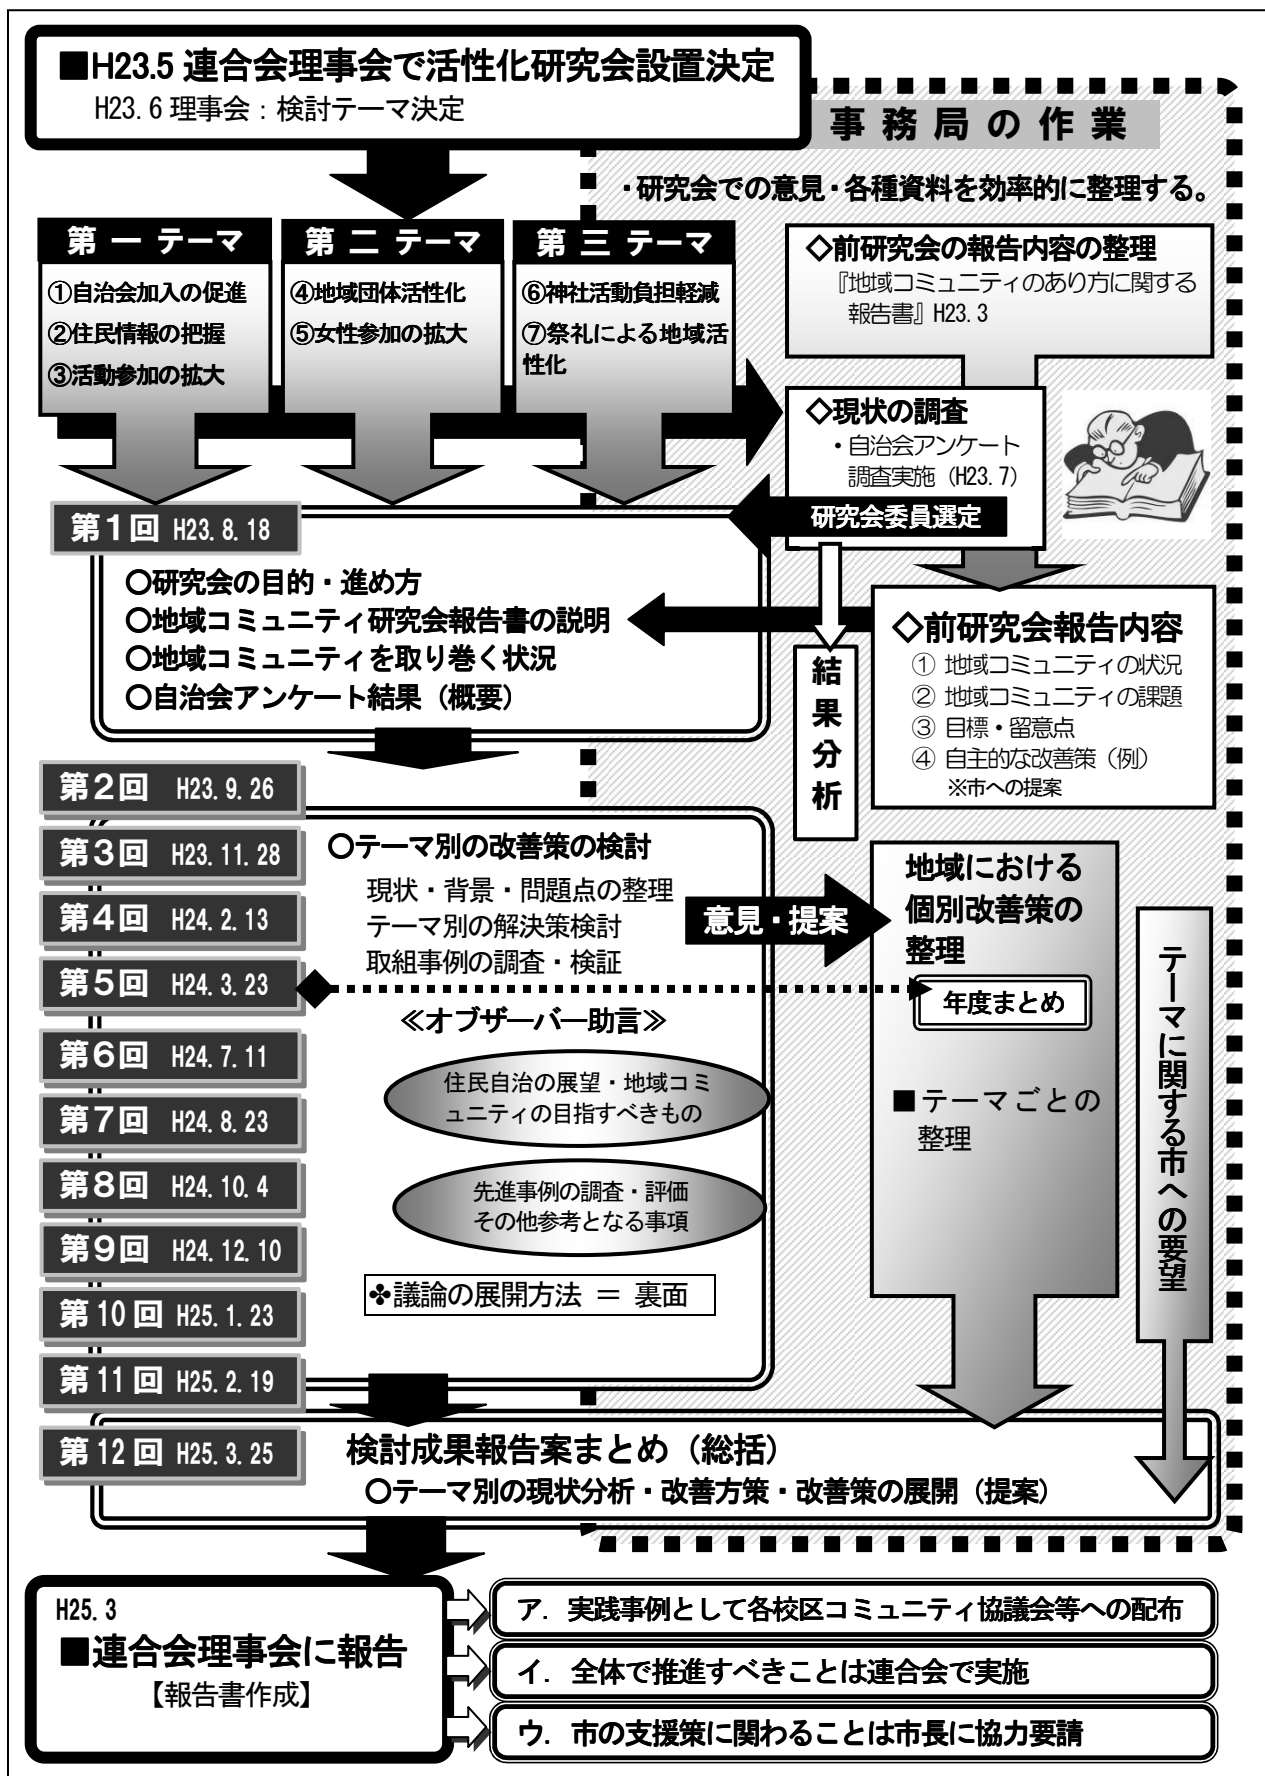 ■H23.5 連合会理事会で活性化研究会設置決定
H23.6 理事会：検討テーマ決定
事務局の作業
・研究会での意見・各種資料を効率的に整理する。
第一テーマ
①自治会加入の促進
②住民情報の把握
③活動参加の拡大
第二テーマ
④地域団体活性化
⑤女性参加の拡大
第三テーマ
⑥神社活動負担軽減
⑦祭礼による地域活
性化
◇前研究会の報告内容の整理
『地域コミュニティのあり方に関する
報告書』H23.3
◇現状の調査
・自治会アンケート
調査実施（H23.7）
研究会委員選定
第1回 H23.8.18
〇研究会の目的・進め方
〇地域コミュニティ研究会報告書の説明
〇地域コミュニティを取り巻く状況
〇自治会アンケート結果（概要）
結果分析
◇前研究会報告内容
① 地域コミュニティの状況
② 地域コミュニティの課題
③ 目標・留意点
④ 自主的な改善策（例）
※市への提案
第2回 H23.9.26
第3回 H23.11.28
第4回 H24.2.13
第5回 H24.3.23
第6回 H24.7.11
第7回 H24.8.23
第8回 H24.10.4
第9回 H24.12.10
第10回 H25.1.23
第11回 H25.2.19
〇テーマ別の改善策の検討
現状・背景・問題点の整理
テーマ別の解決策検討
取組事例の調査・検証
意見・提案
≪オブザーバー助言≫
住民自治の展望・地域コミ
ュニティの目指すべきもの
先進事例の調査・評価
その他参考となる事項
✤議論の展開方法 ＝ 裏面
地域における
個別改善策の
整理
年度まとめ
■テーマごとの
整理
テーマに関する市への要望
第12回 H25.3.25
検討成果報告案まとめ（総括）
〇テーマ別の現状分析・改善方策・改善策の展開（提案）
H25.3
■連合会理事会に報告
【報告書作成】
ア．実践事例として各校区コミュニティ協議会等への配布
イ．全体で推進すべきことは連合会で実施
ウ．市の支援策に関わることは市長に協力要請